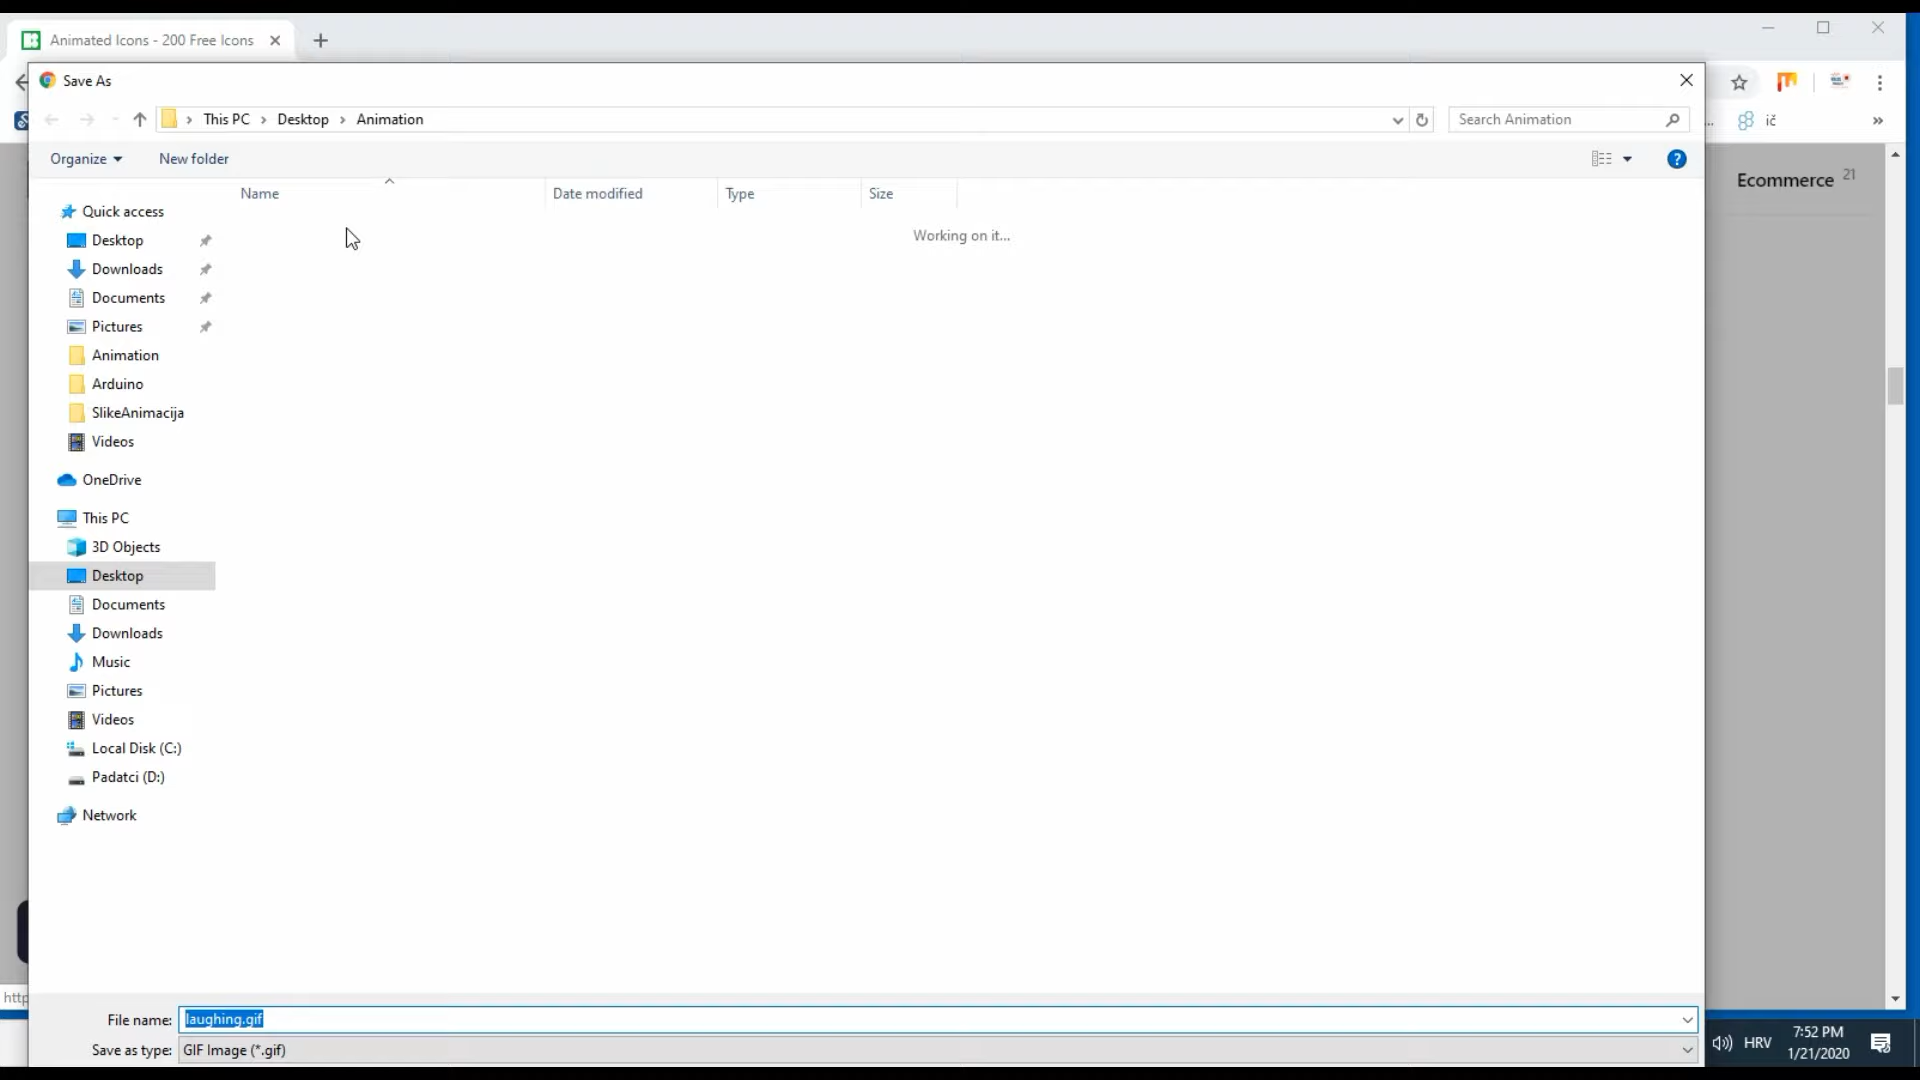 Animated Icons - 200 Free Icons
Save As
This PC > Desktop > Animation
Search Animation
ič
Organize
New folder
Ecommerce 21
Name
Date modified
Type
Size
Working on it...
Quick access
Desktop
Downloads
Documents
Pictures
Animation
Arduino
SlikeAnimacija
Videos
OneDrive
This PC
3D Objects
Desktop
Documents
Downloads
Music
Pictures
Videos
Local Disk (C:)
Padatci (D:)
Network
http
File name: laughing.gif
Save as type: GIF Image (*.gif)
HRV
7:52 PM
1/21/2020